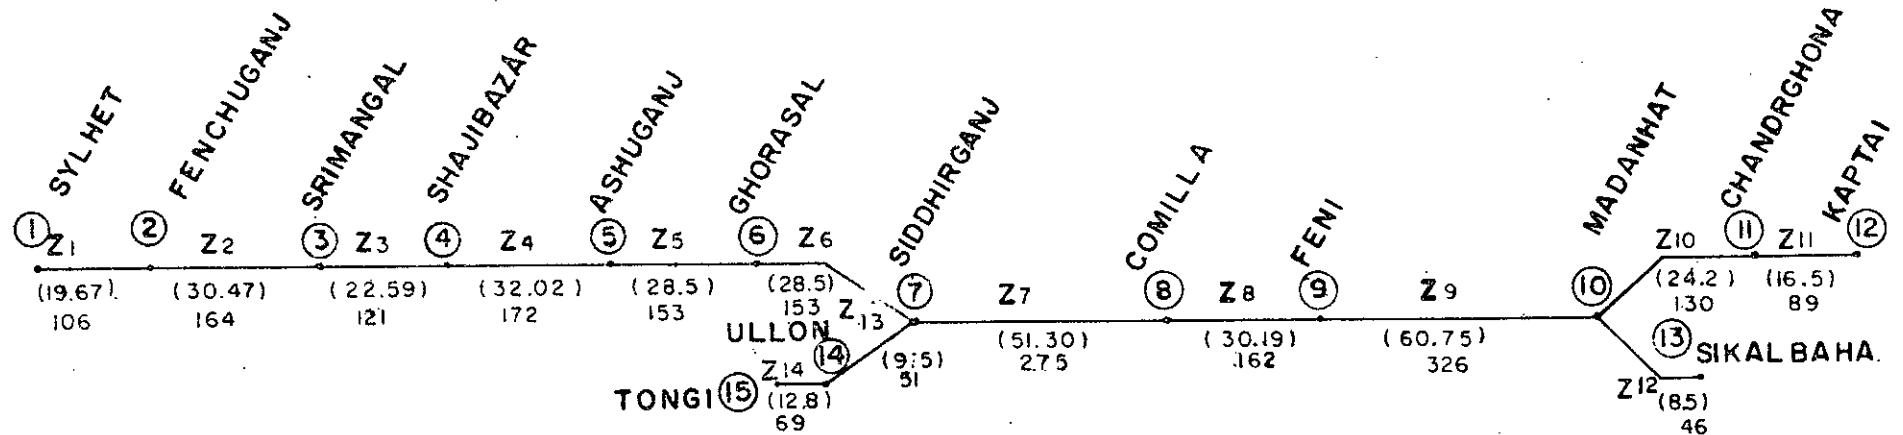 SYLHET
FENCHUGANJ
SRIMANGAL
SHAJIBAZAR
ASHUGANJ
GHORASAL
SIDDHIRGANJ
COMILLA
FENI
MADANHAT
CHANDRGHONA
KAPTAI
1 2 3 4 5 6 7 8 9 10 11 12
Z1 Z2 Z3 Z4 Z5 Z6 Z7 Z8 Z9 Z10 Z11
(19.67) (30.47) (22.59) (32.02) (28.5) (28.5) (51.30) (30.19) (60.75) (24.2) (16.5)
106 164 121 172 153 153 275 162 326 130 89
Z13
(9.5)
51
ULLON 14
Z14
TONGI 15 (12.8)
69
13 SIKALBAHA
Z12 (8.5)
46